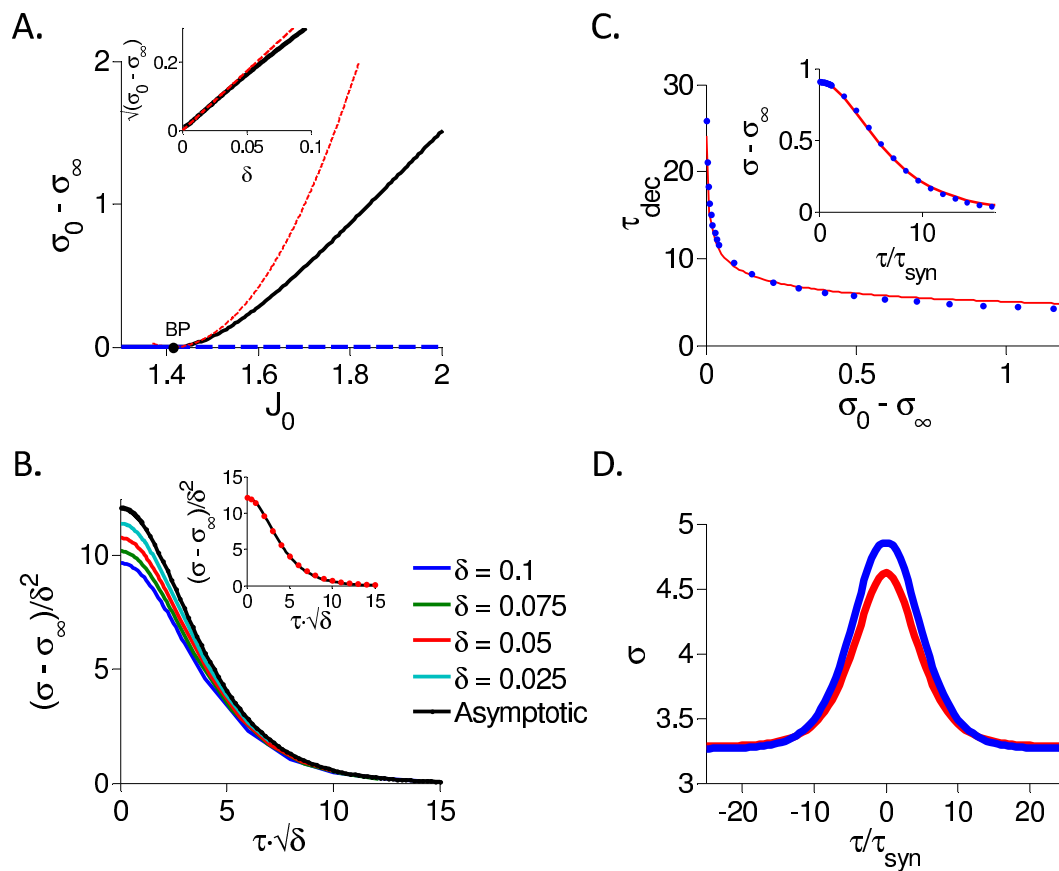 A.
√(σ₀ - σ∞)
0.2
0
0 0.05 0.1
δ
σ₀ - σ∞
2
1
0
BP
1.4 1.6 1.8 2
J₀
C.
τdec
30
20
10
0
0 0.5 1
σ₀ - σ∞
σ - σ∞
1
0.5
0
0 10
τ/τsyn
B.
(σ - σ∞)/δ²
10
5
0
0 5 10 15
τ·√δ
(σ - σ∞)/δ²
15
10
5
0
0 5 10 15
τ·√δ
δ = 0.1
δ = 0.075
δ = 0.05
δ = 0.025
Asymptotic
D.
σ
5
4.5
4
3.5
3
-20 -10 0 10 20
τ/τsyn